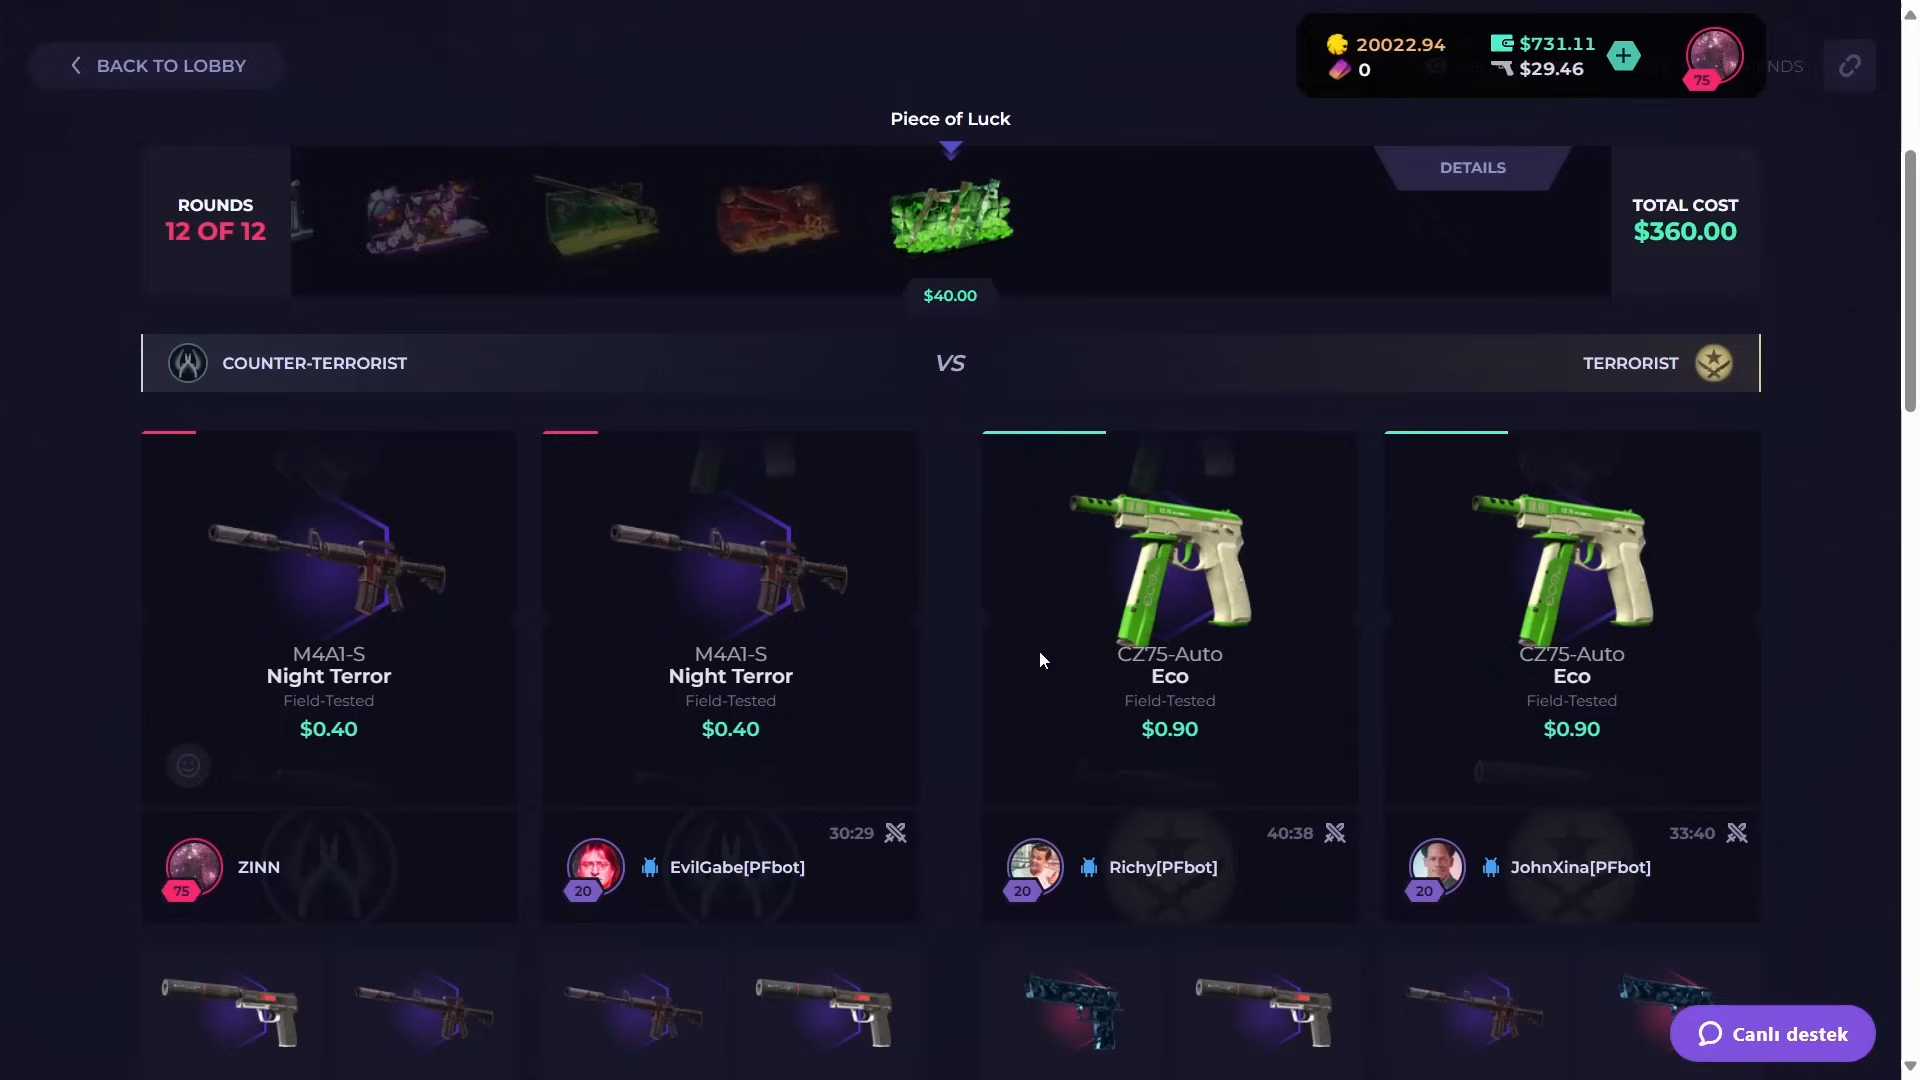 BACK TO LOBBY
20022.94
$731.11
0
$29.46
75
NDS
Piece of Luck
DETAILS
ROUNDS
12 OF 12
TOTAL COST
$360.00
$40.00
COUNTER-TERRORIST
VS
TERRORIST
M4A1-S
Night Terror
Field-Tested
$0.40
M4A1-S
Night Terror
Field-Tested
$0.40
CZ75-Auto
Eco
Field-Tested
$0.90
CZ75-Auto
Eco
Field-Tested
$0.90
75
ZINN
30:29
20
EvilGabe[PFbot]
40:38
20
Richy[PFbot]
33:40
20
JohnXina[PFbot]
Canlı destek